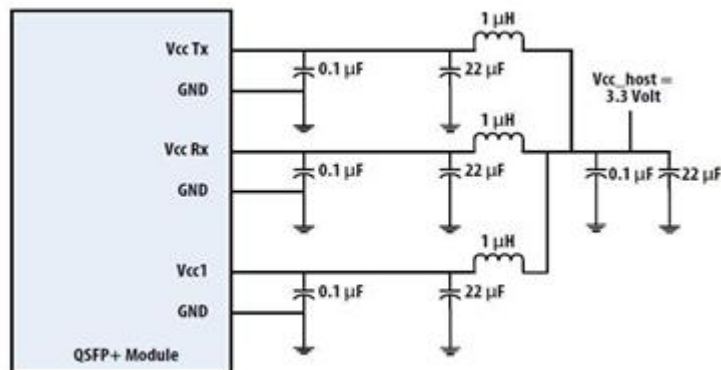 1 μH
Vcc Tx
0.1 μF
22 μF
GND
Vcc_host =
3.3 Volt
1 μH
Vcc Rx
0.1 μF
22 μF
0.1 μF
22 μF
GND
1 μH
Vcc1
0.1 μF
22 μF
GND
QSFP+ Module